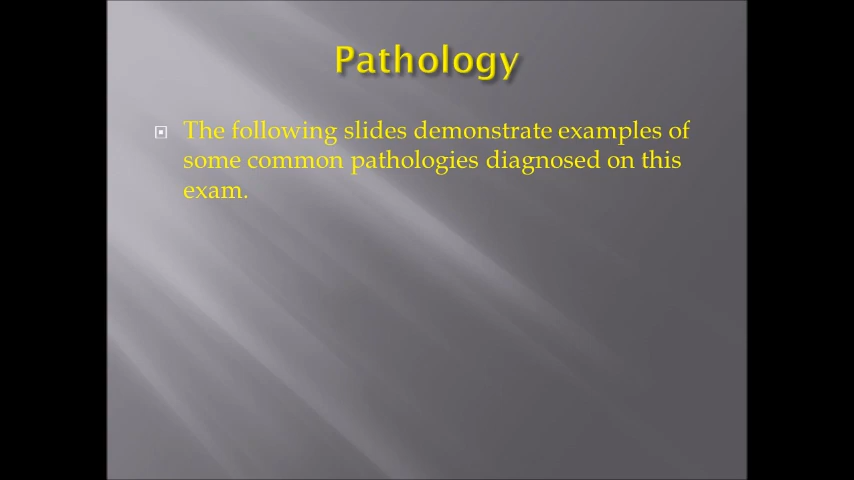 Pathology
The following slides demonstrate examples of
some common pathologies diagnosed on this
exam.